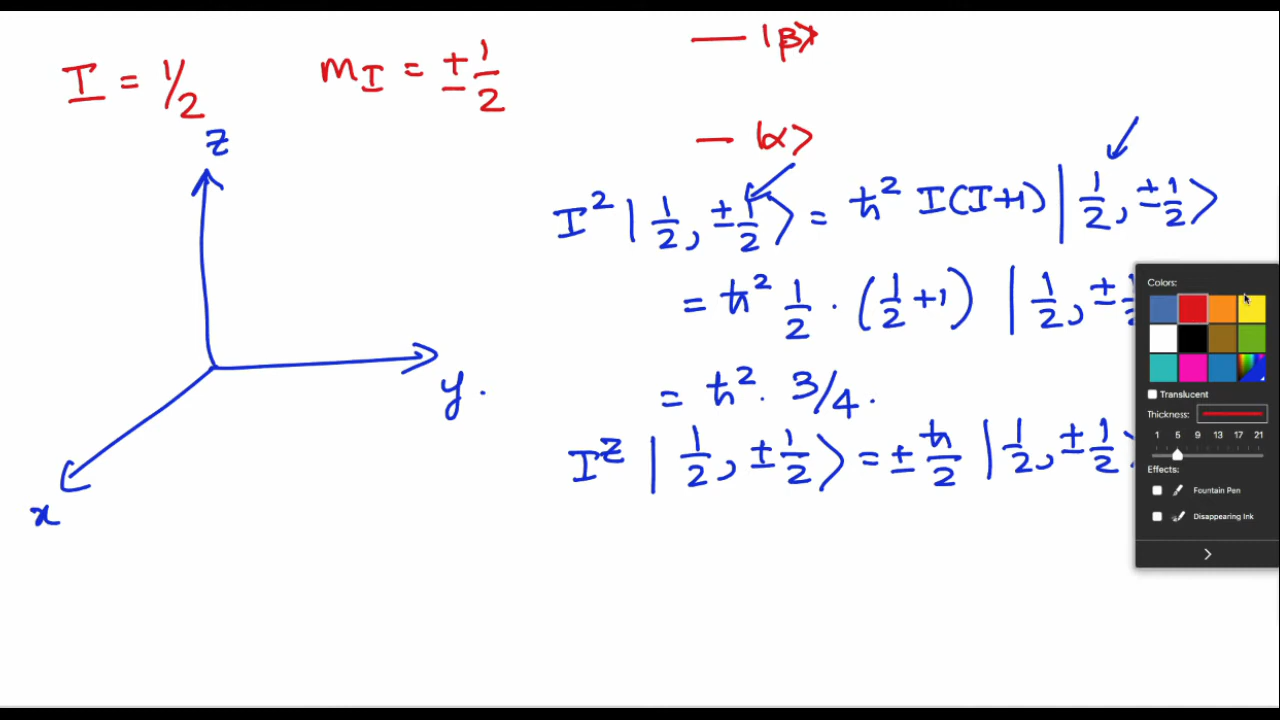 I = 1/2
m_I = ± 1/2
— |β⟩
— |α⟩
z
y .
x
I² | 1/2, ± 1/2 ⟩ = ħ² I(I+1) | 1/2, ± 1/2 ⟩
= ħ² 1/2 · (1/2 + 1) | 1/2, ±
= ħ² · 3/4 .
I^z | 1/2, ± 1/2 ⟩ = ± ħ/2 | 1/2, ± 1/2 ⟩
Colors:
Translucent
Thickness:
1 5 9 13 17 21
Effects:
Fountain Pen
Disappearing Ink